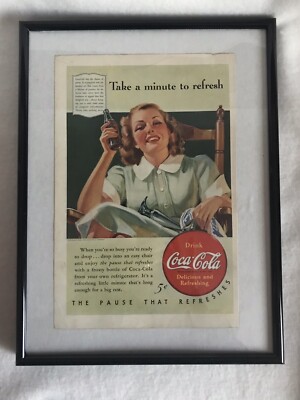 Take a minute to refresh
When you're so busy you're ready
to drop... drop into an easy chair
and enjoy the pause that refreshes
with a frosty bottle of Coca-Cola
from your own refrigerator. It's a
refreshing little minute that's long
enough for a big rest.
5¢
Drink
Coca-Cola
Delicious and
Refreshing
THE PAUSE THAT REFRESHES